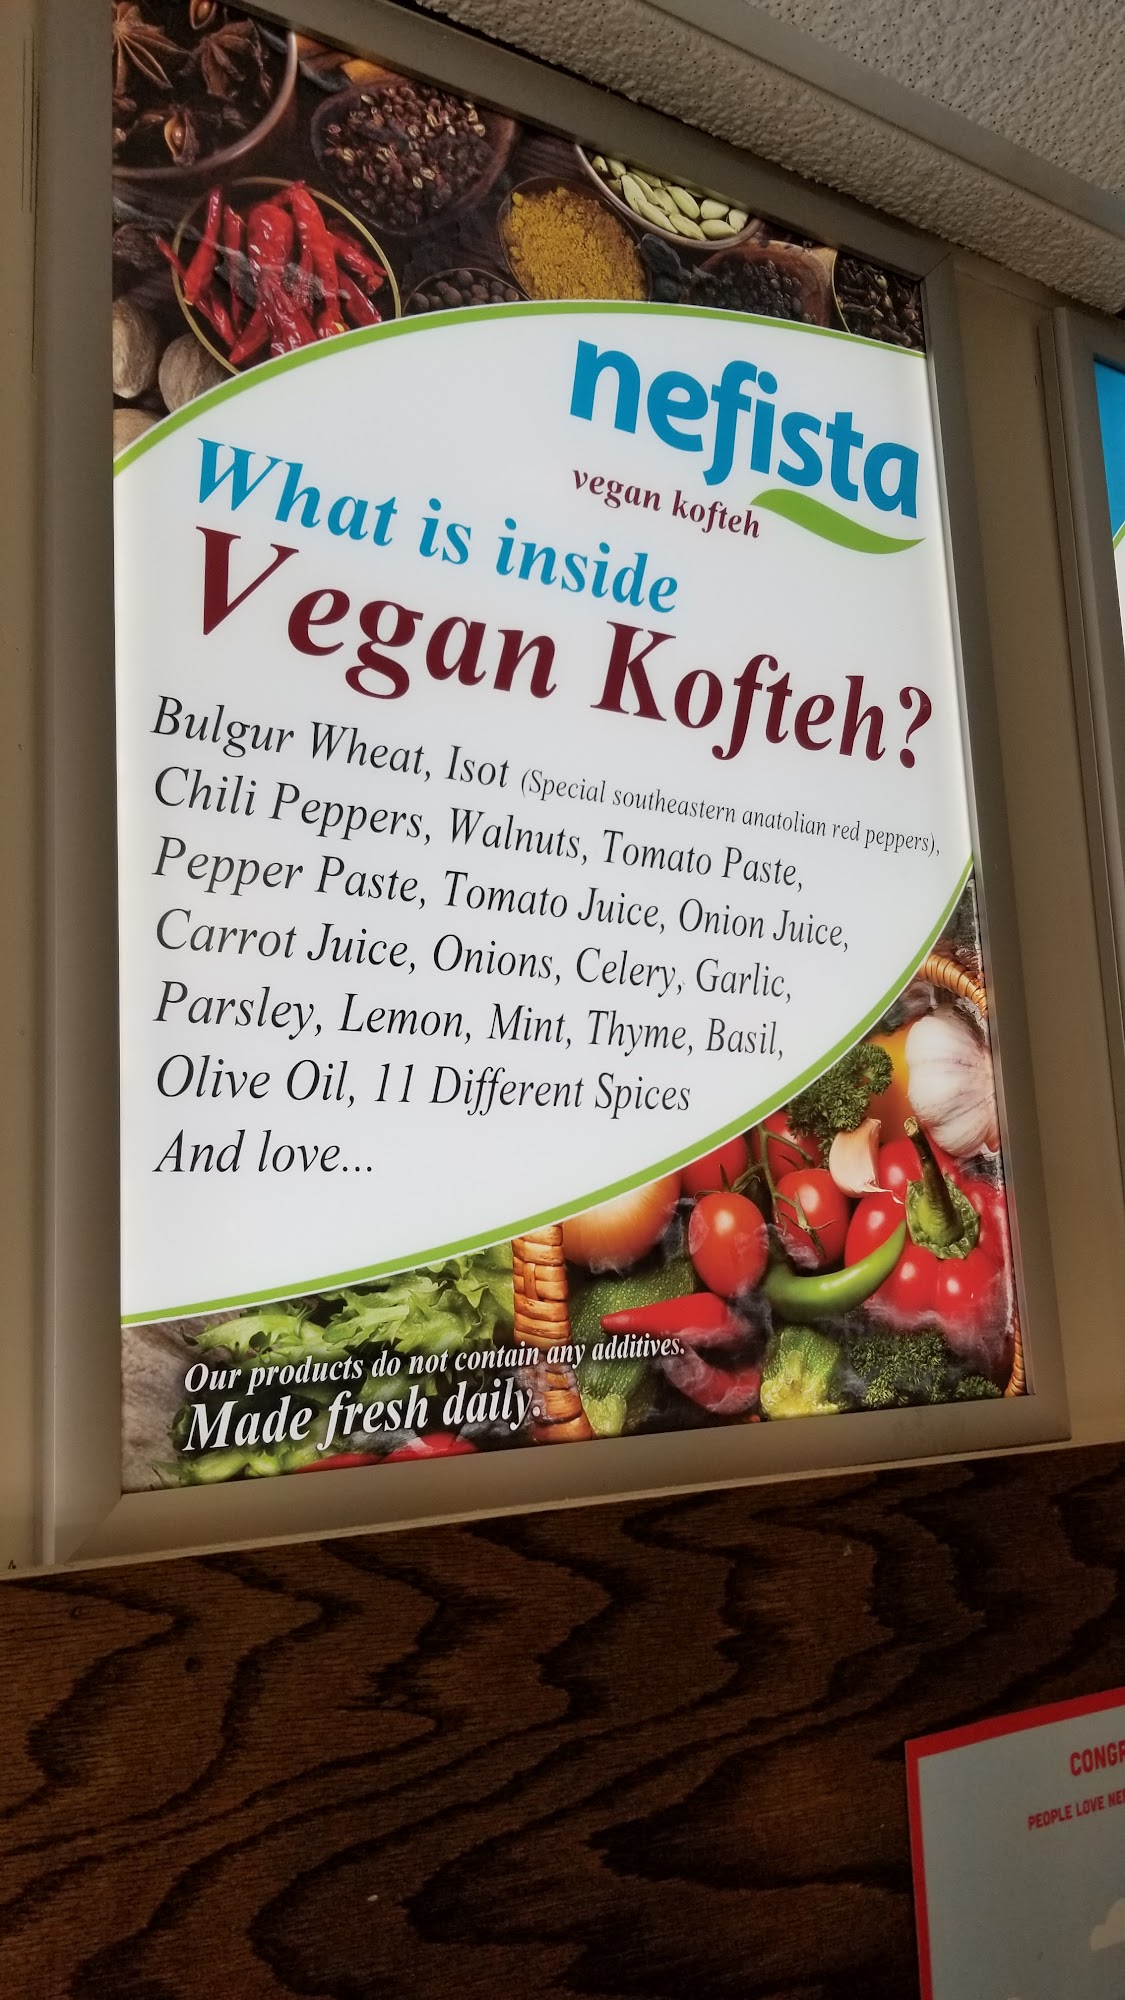 nefista
vegan kofteh
What is inside
Vegan Kofteh?
Bulgur Wheat, Isot (Special southeastern anatolian red peppers),
Chili Peppers, Walnuts, Tomato Paste,
Pepper Paste, Tomato Juice, Onion Juice,
Carrot Juice, Onions, Celery, Garlic,
Parsley, Lemon, Mint, Thyme, Basil,
Olive Oil, 11 Different Spices
And love...
Our products do not contain any additives.
Made fresh daily.
PEOPLE LOVE